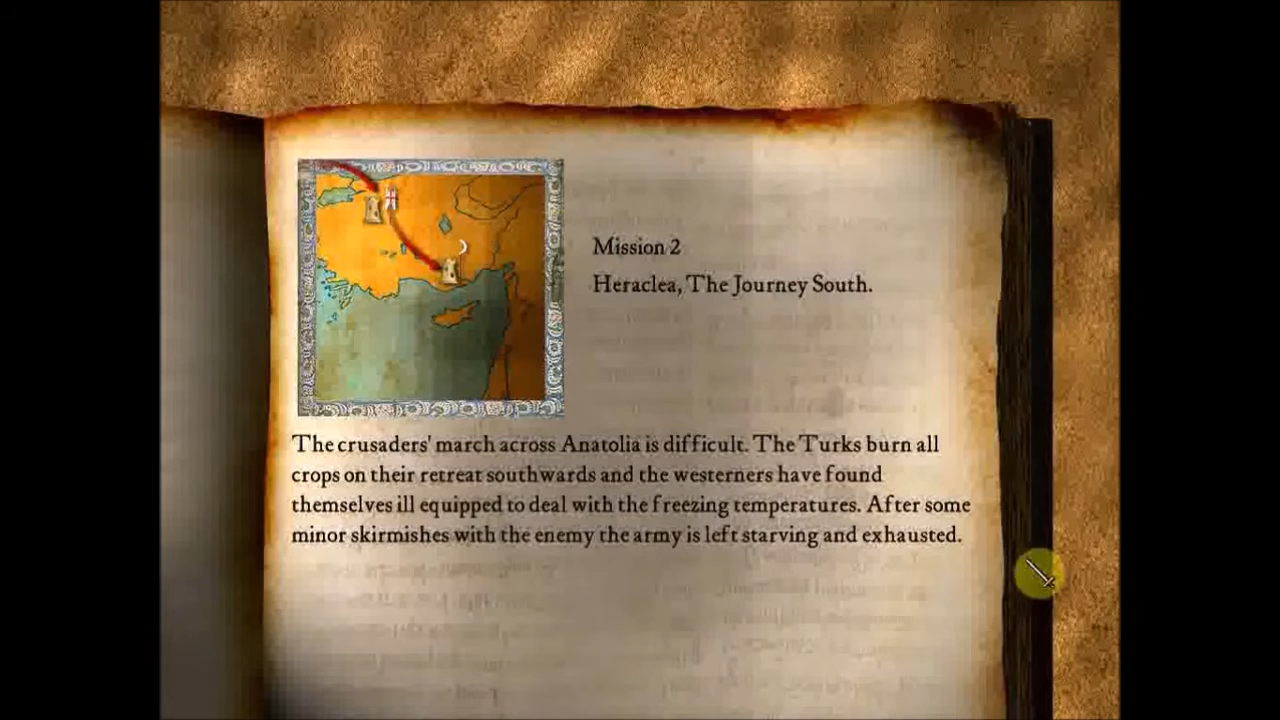 Mission 2
Heraclea, The Journey South.
The crusaders' march across Anatolia is difficult. The Turks burn all
crops on their retreat southwards and the westerners have found
themselves ill equipped to deal with the freezing temperatures. After some
minor skirmishes with the enemy the army is left starving and exhausted.